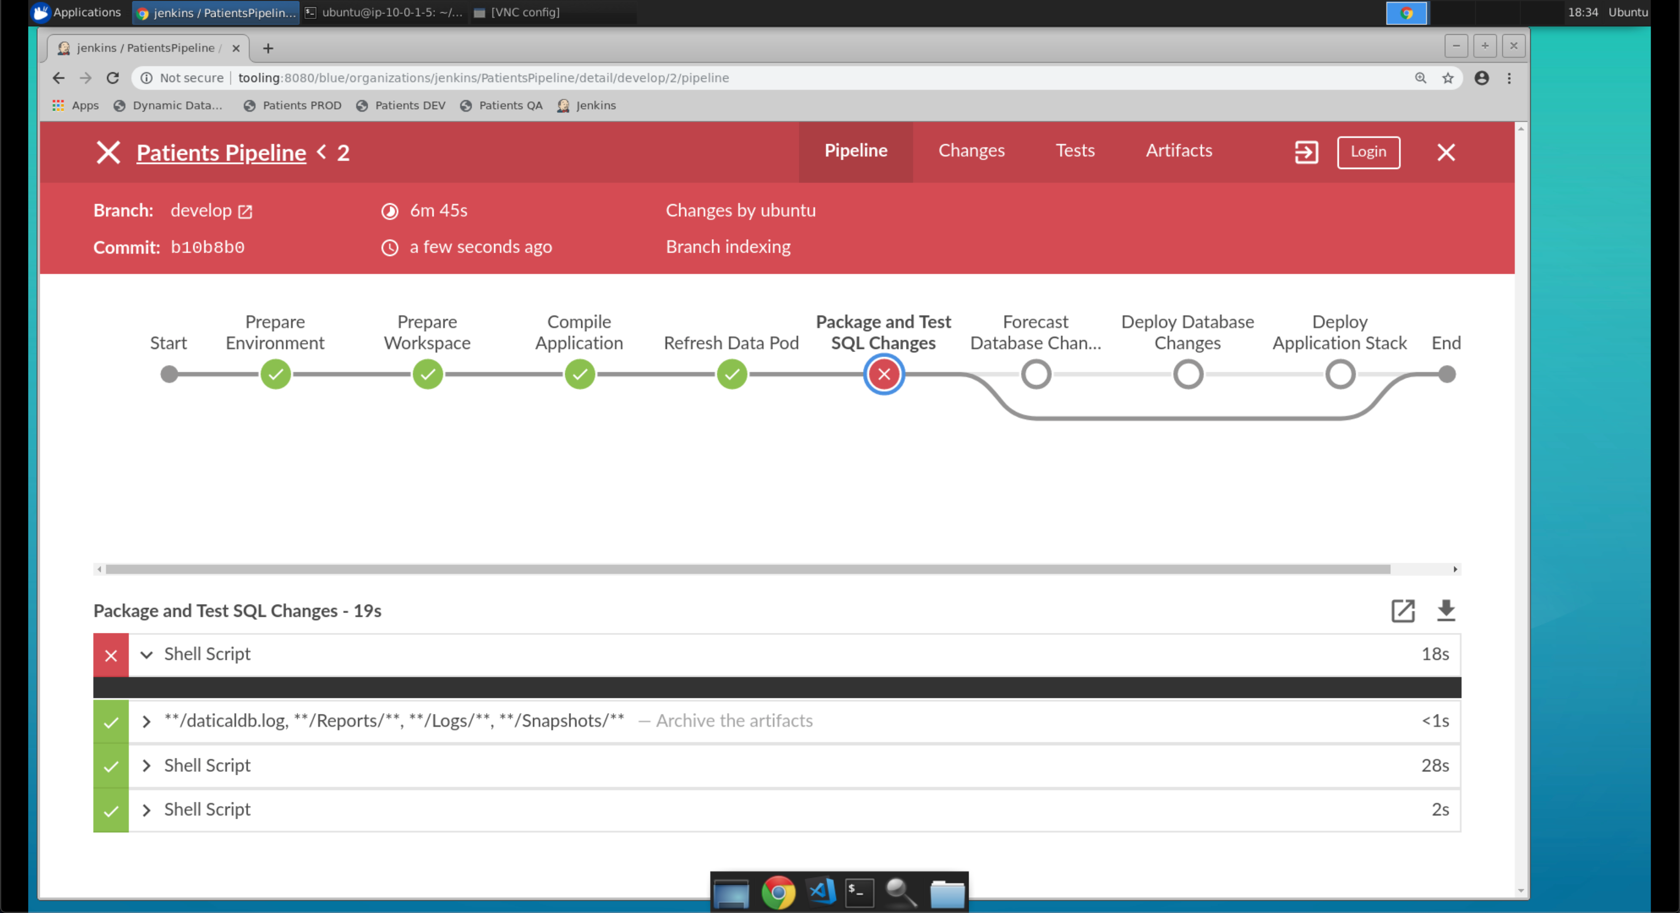 Applications jenkins / PatientsPipelin... ubuntu@ip-10-0-1-5: ~/... [VNC config] 18:34 Ubuntu
jenkins / PatientsPipeline /
Not secure tooling:8080/blue/organizations/jenkins/PatientsPipeline/detail/develop/2/pipeline
Apps Dynamic Data... Patients PROD Patients DEV Patients QA Jenkins
Patients Pipeline < 2 Pipeline Changes Tests Artifacts Login
Branch: develop 6m 45s Changes by ubuntu
Commit: b10b8b0 a few seconds ago Branch indexing
Start
Prepare
Environment
Prepare
Workspace
Compile
Application
Refresh Data Pod
Package and Test
SQL Changes
Forecast
Database Chan...
Deploy Database
Changes
Deploy
Application Stack
End
Package and Test SQL Changes - 19s
Shell Script 18s
**/daticaldb.log, **/Reports/**, **/Logs/**, **/Snapshots/** — Archive the artifacts <1s
Shell Script 28s
Shell Script 2s